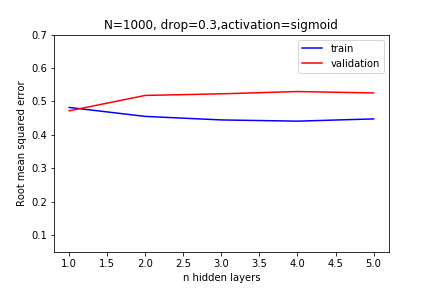 N=1000, drop=0.3,activation=sigmoid
train
validation
Root mean squared error
0.7
0.6
0.5
0.4
0.3
0.2
0.1
1.0 1.5 2.0 2.5 3.0 3.5 4.0 4.5 5.0
n hidden layers